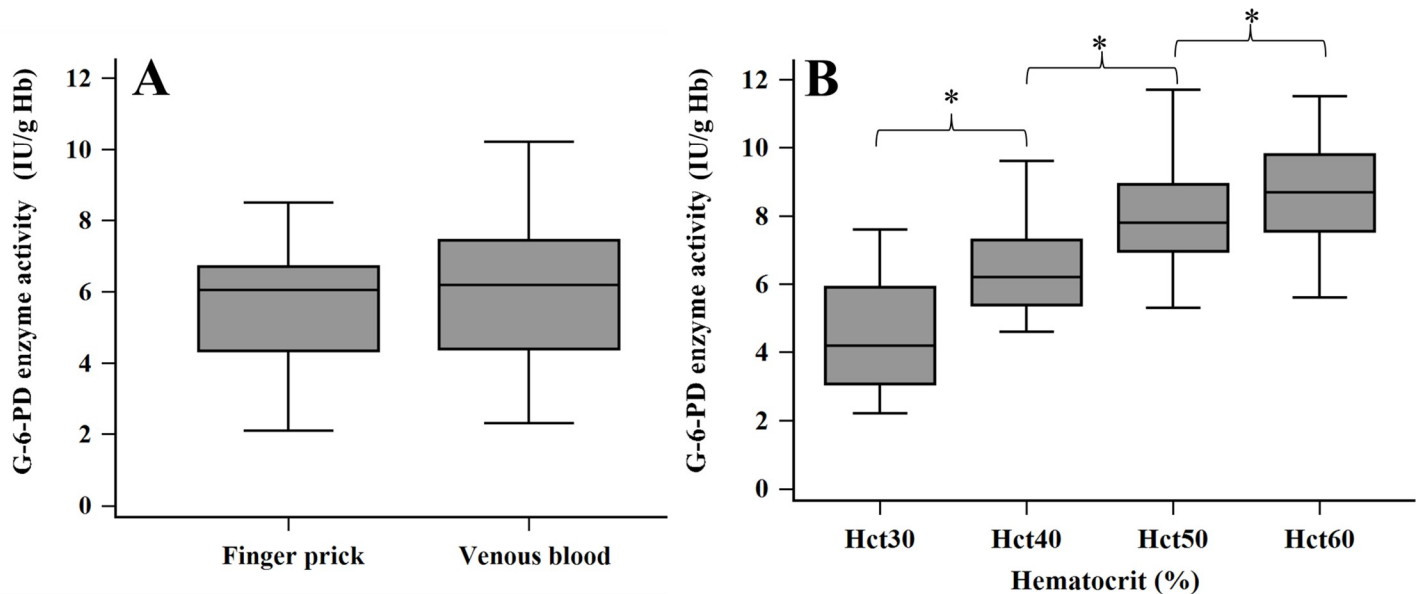 A
G-6-PD enzyme activity (IU/g Hb)
12
10
8
6
4
2
0
Finger prick
Venous blood
B
G-6-PD enzyme activity (IU/g Hb)
12
10
8
6
4
2
0
*
*
*
Hct30
Hct40
Hct50
Hct60
Hematocrit (%)